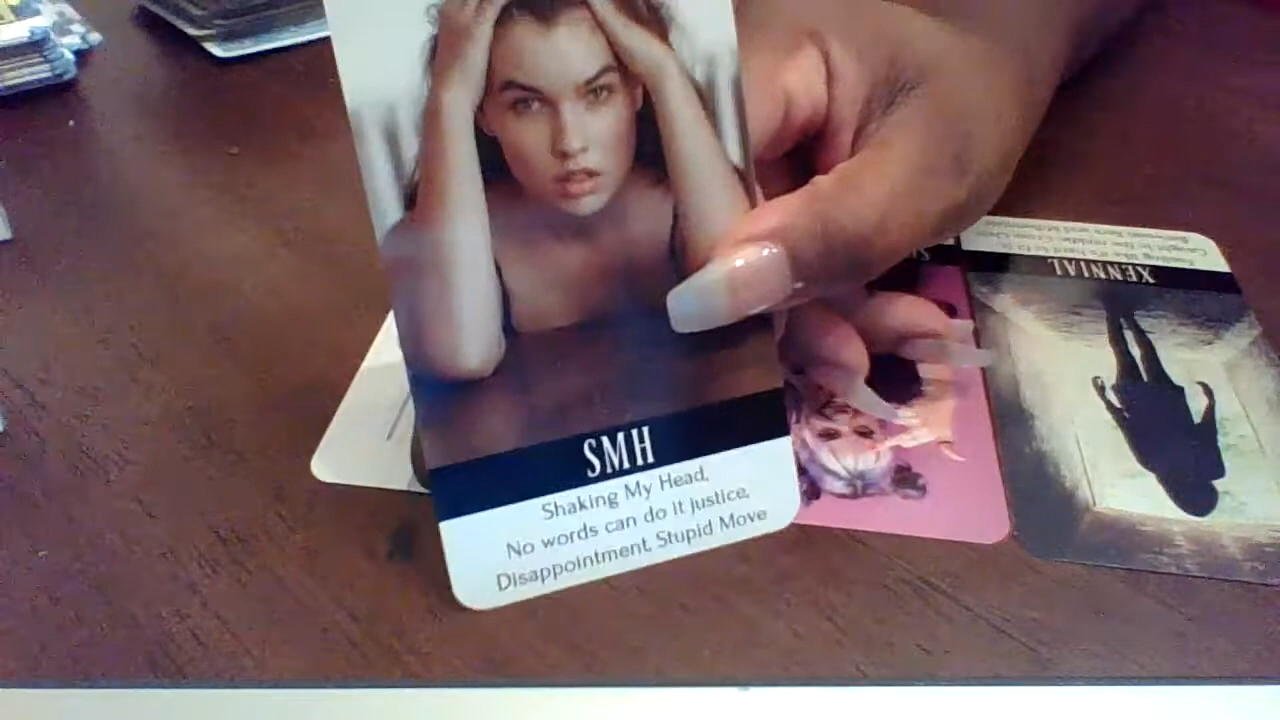 SMH
Shaking My Head,
No words can do it justice,
Disappointment, Stupid Move
XENNIAL